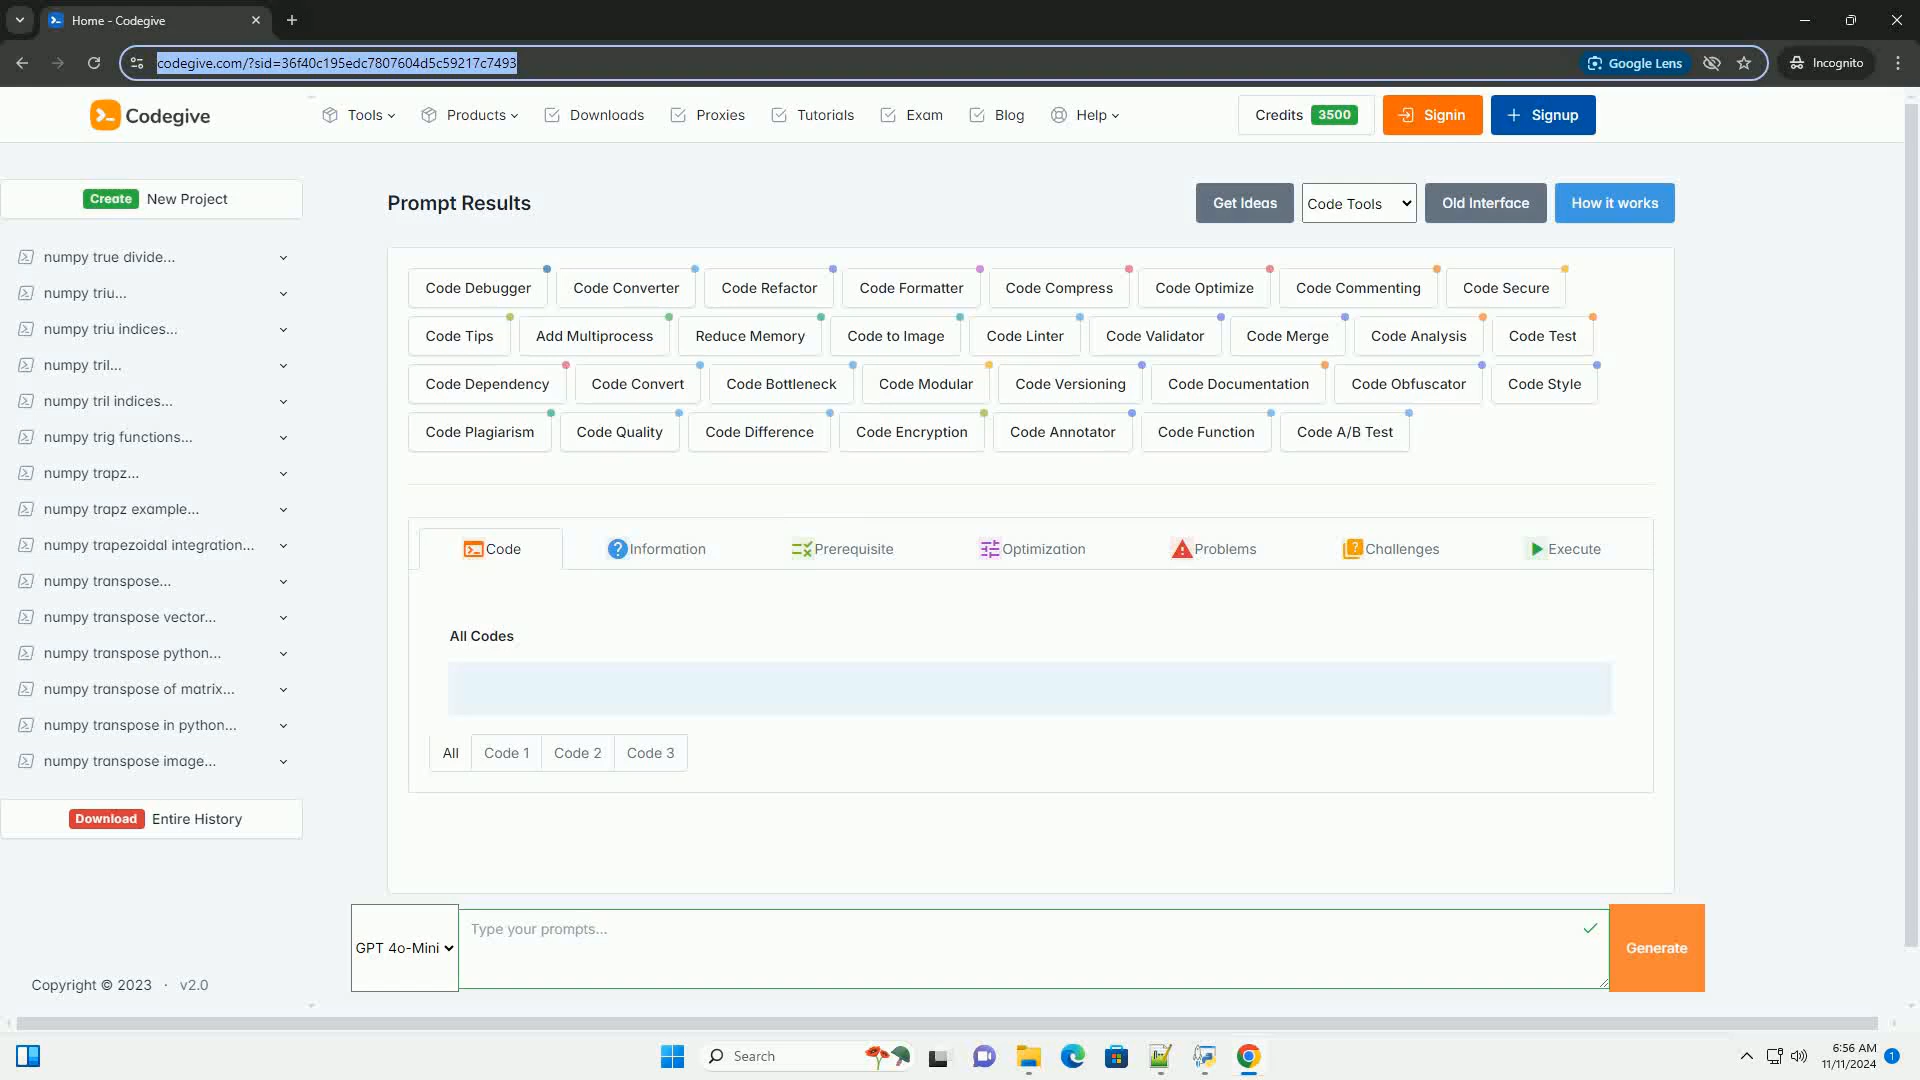 Home - Codegive
codegive.com/?sid=36f40c195edc7807604d5c59217c7493
Google Lens
Incognito
Codegive
Tools
Products
Downloads
Proxies
Tutorials
Exam
Blog
Help
Credits 3500
Signin
Signup
Create New Project
numpy true divide...
numpy triu...
numpy triu indices...
numpy tril...
numpy tril indices...
numpy trig functions...
numpy trapz...
numpy trapz example...
numpy trapezoidal integration...
numpy transpose...
numpy transpose vector...
numpy transpose python...
numpy transpose of matrix...
numpy transpose in python...
numpy transpose image...
Download Entire History
Copyright © 2023 · v2.0
Prompt Results
Get Ideas
Code Tools
Old Interface
How it works
Code Debugger
Code Converter
Code Refactor
Code Formatter
Code Compress
Code Optimize
Code Commenting
Code Secure
Code Tips
Add Multiprocess
Reduce Memory
Code to Image
Code Linter
Code Validator
Code Merge
Code Analysis
Code Test
Code Dependency
Code Convert
Code Bottleneck
Code Modular
Code Versioning
Code Documentation
Code Obfuscator
Code Style
Code Plagiarism
Code Quality
Code Difference
Code Encryption
Code Annotator
Code Function
Code A/B Test
Code
Information
Prerequisite
Optimization
Problems
Challenges
Execute
All Codes
All
Code 1
Code 2
Code 3
GPT 4o-Mini
Type your prompts...
Generate
Search
6:56 AM
11/11/2024
1